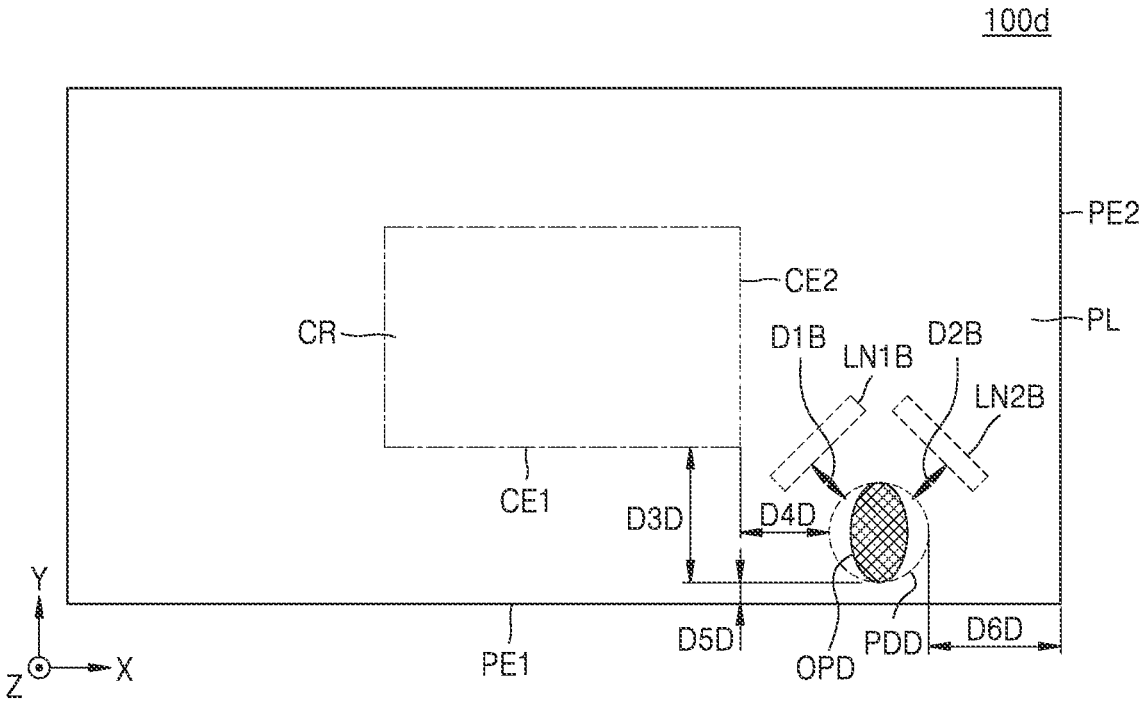 100d
PE2
CE2
CR
PL
D1B
D2B
LN1B
LN2B
CE1
D3D
D4D
Y
D5D
PDD
D6D
PE1
OPD
Z
X